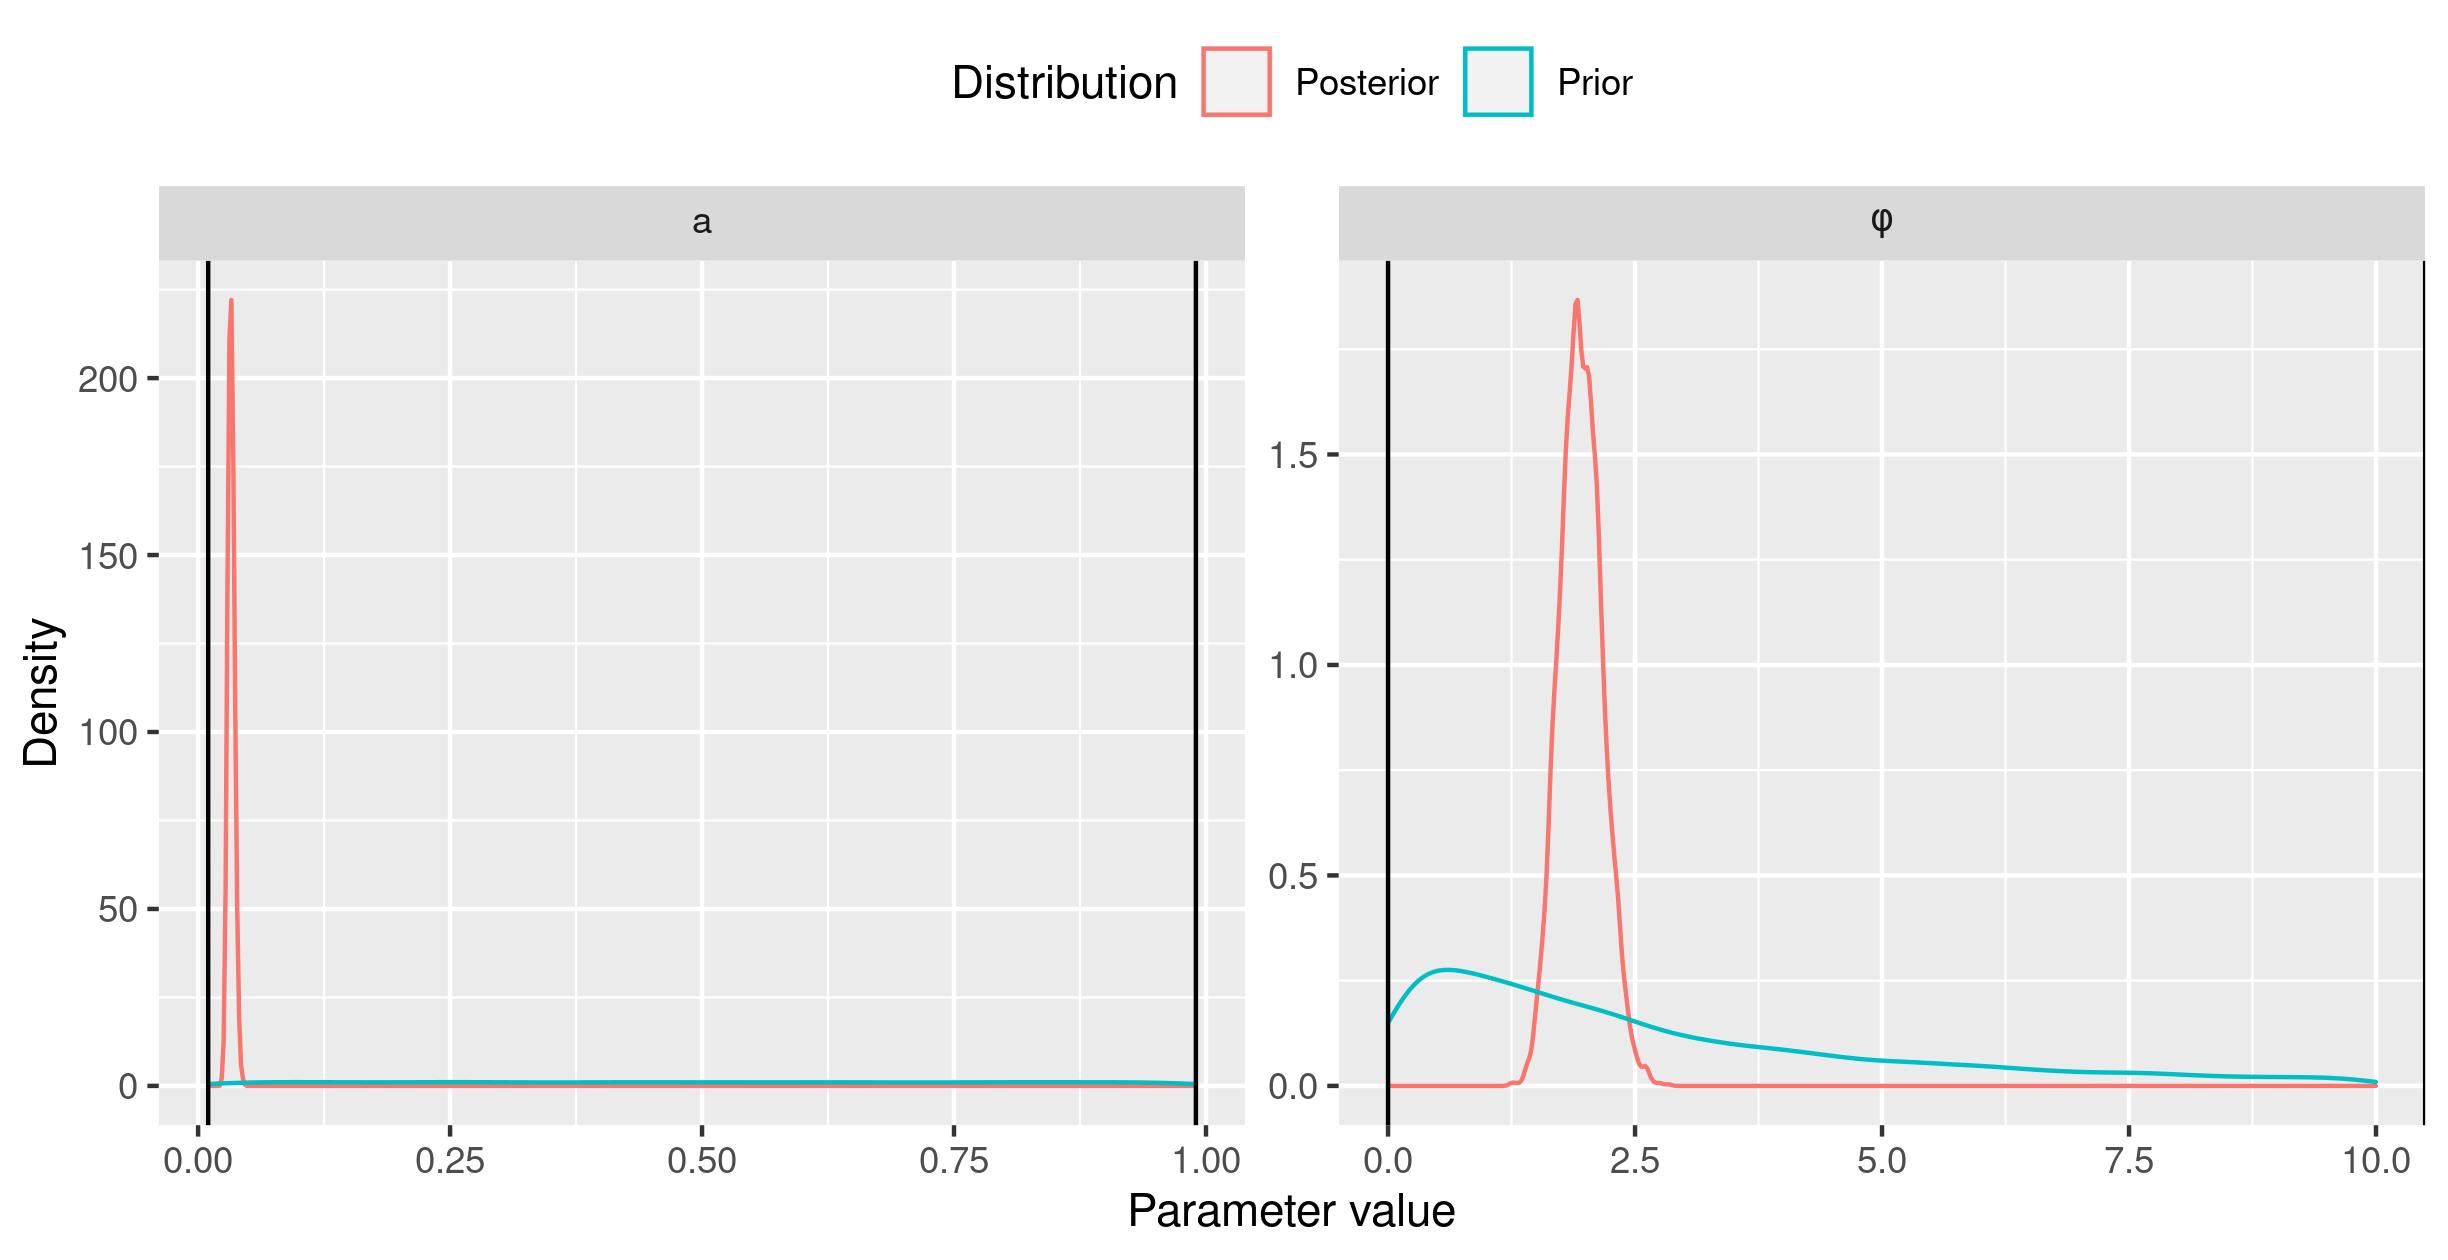 Distribution Posterior Prior
a
φ
Density
200
150
100
50
0
0.00 0.25 0.50 0.75 1.00
1.5
1.0
0.5
0.0
0.0 2.5 5.0 7.5 10.0
Parameter value